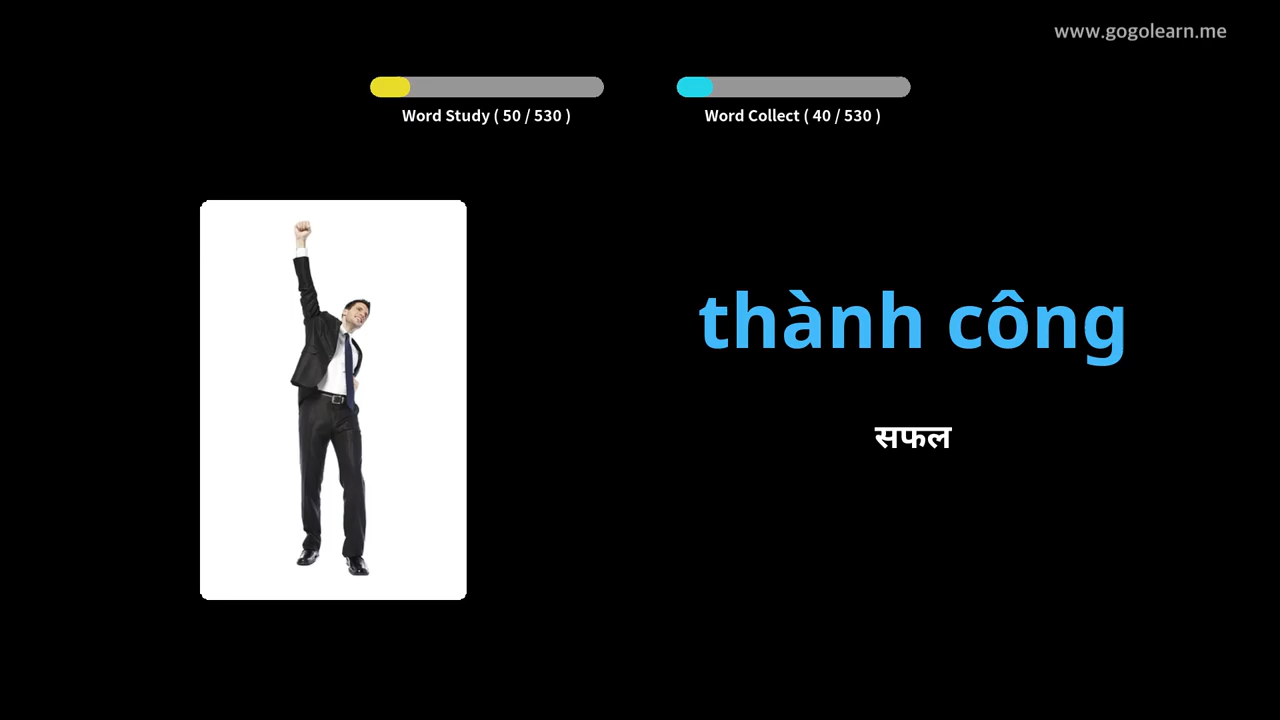 www.gogolearn.me
Word Study ( 50 / 530 )
Word Collect ( 40 / 530 )
thành công
सफल